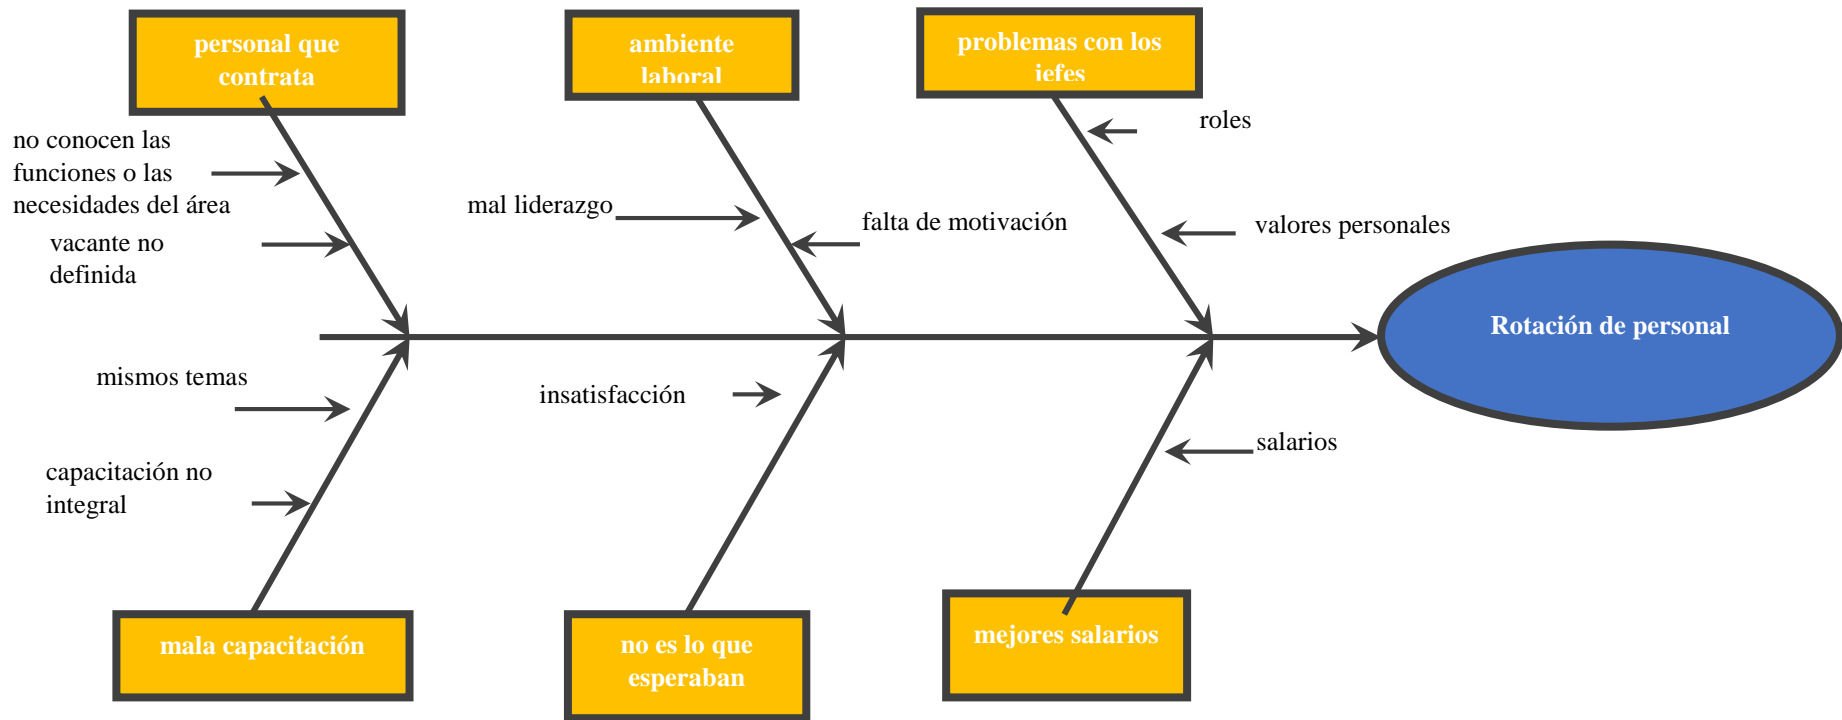 personal que
contrata
ambiente
laboral
problemas con los
jefes
no conocen las
funciones o las
necesidades del área
vacante no
definida
mal liderazgo
falta de motivación
roles
valores personales
Rotación de personal
mismos temas
capacitación no
integral
insatisfacción
salarios
mala capacitación
no es lo que
esperaban
mejores salarios